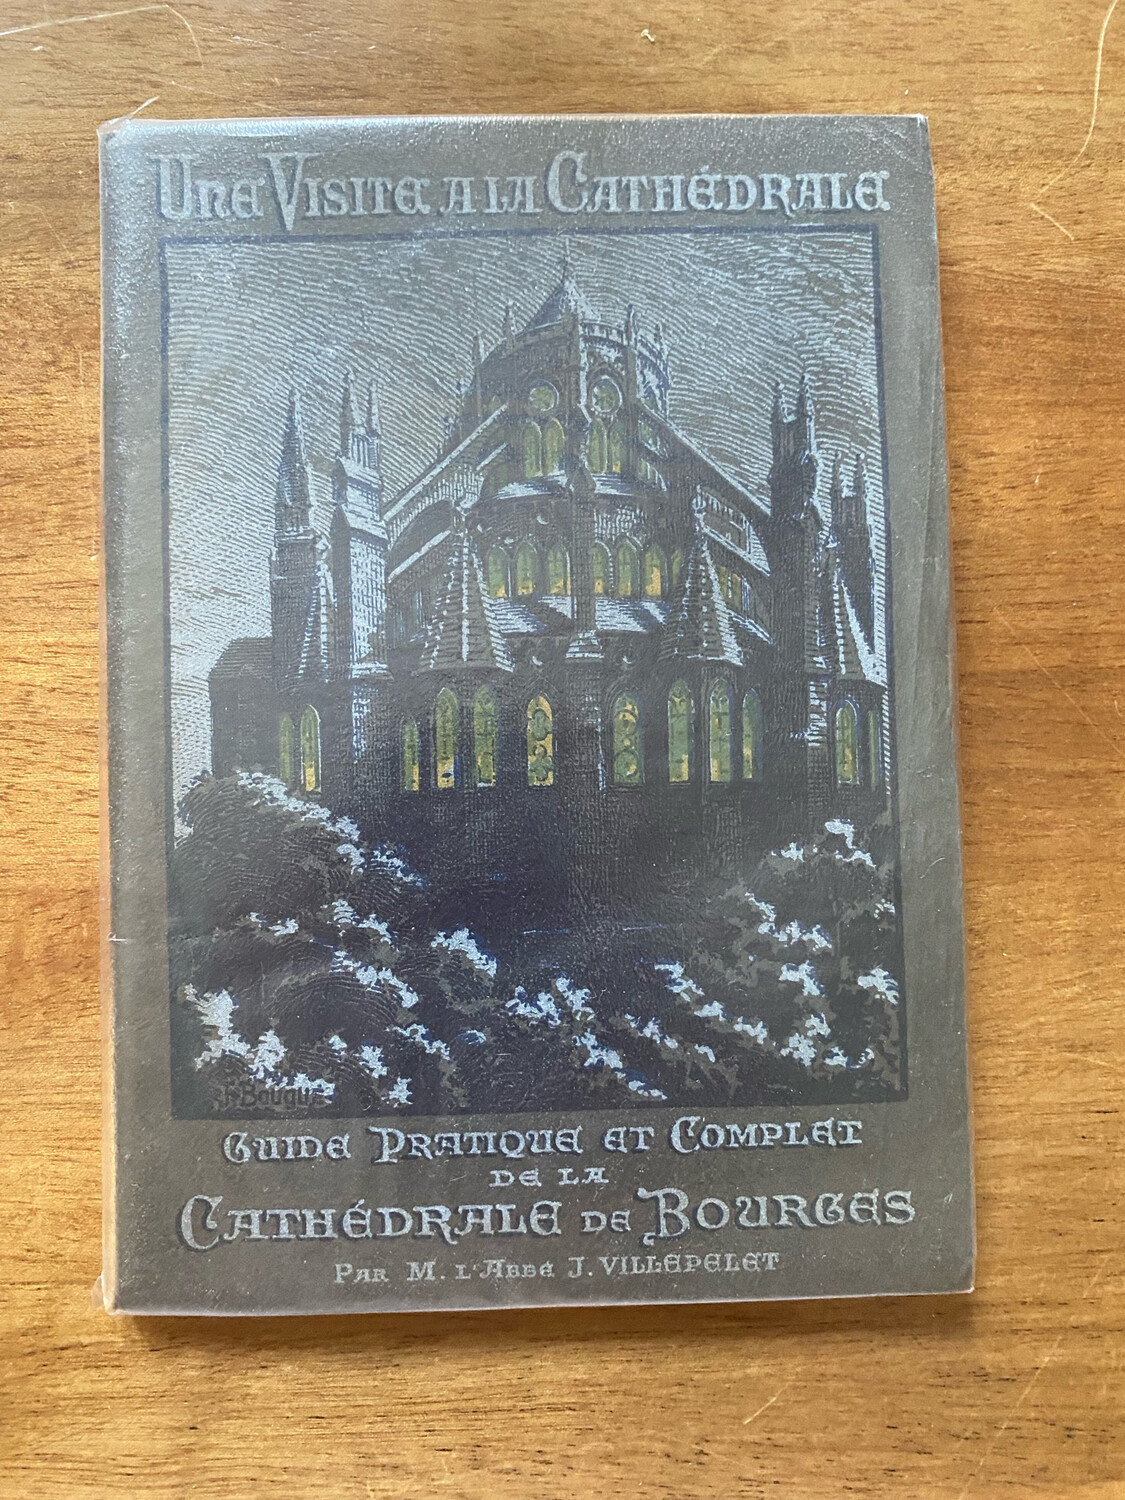 Une Visite a la Cathédrale
Guide Pratique et Complet
de la
Cathédrale de Bourges
Par M. l'Abbé J. Villepelet